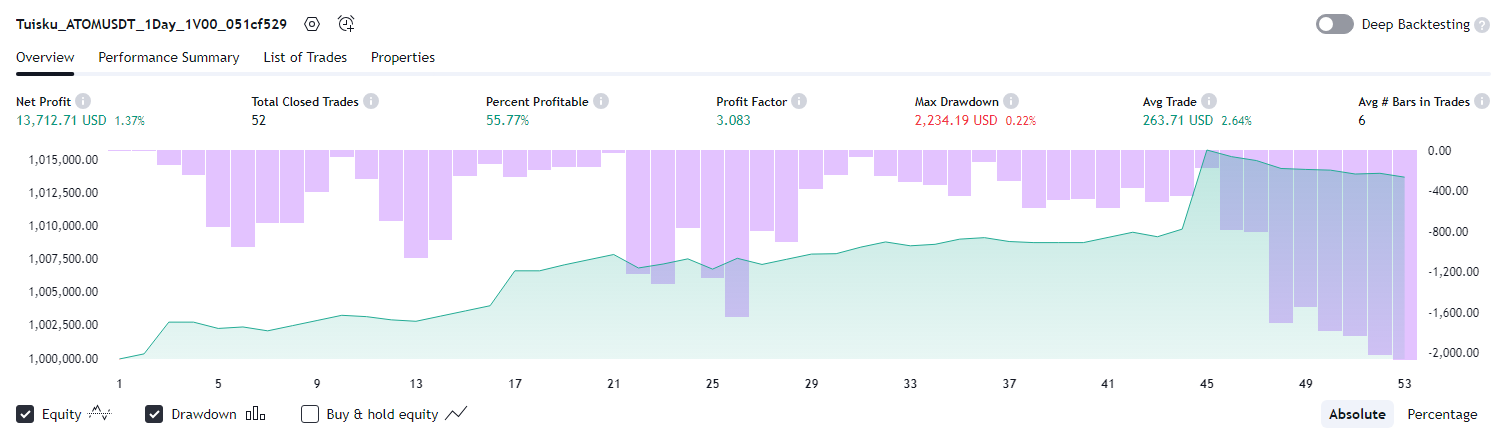 Tuisku_ATOMUSDT_1Day_1V00_051cf529 Deep Backtesting ?
Overview Performance Summary List of Trades Properties
Net Profit i Total Closed Trades i Percent Profitable i Profit Factor i Max Drawdown i Avg Trade i Avg # Bars in Trades i
13,712.71 USD 1.37% 52 55.77% 3.083 2,234.19 USD 0.22% 263.71 USD 2.64% 6
1,015,000.00 0.00
1,012,500.00 -400.00
1,010,000.00 -800.00
1,007,500.00 -1,200.00
1,005,000.00
1,002,500.00 -1,600.00
1,000,000.00 -2,000.00
1 5 9 13 17 21 25 29 33 37 41 45 49 53
Equity Drawdown Buy & hold equity Absolute Percentage